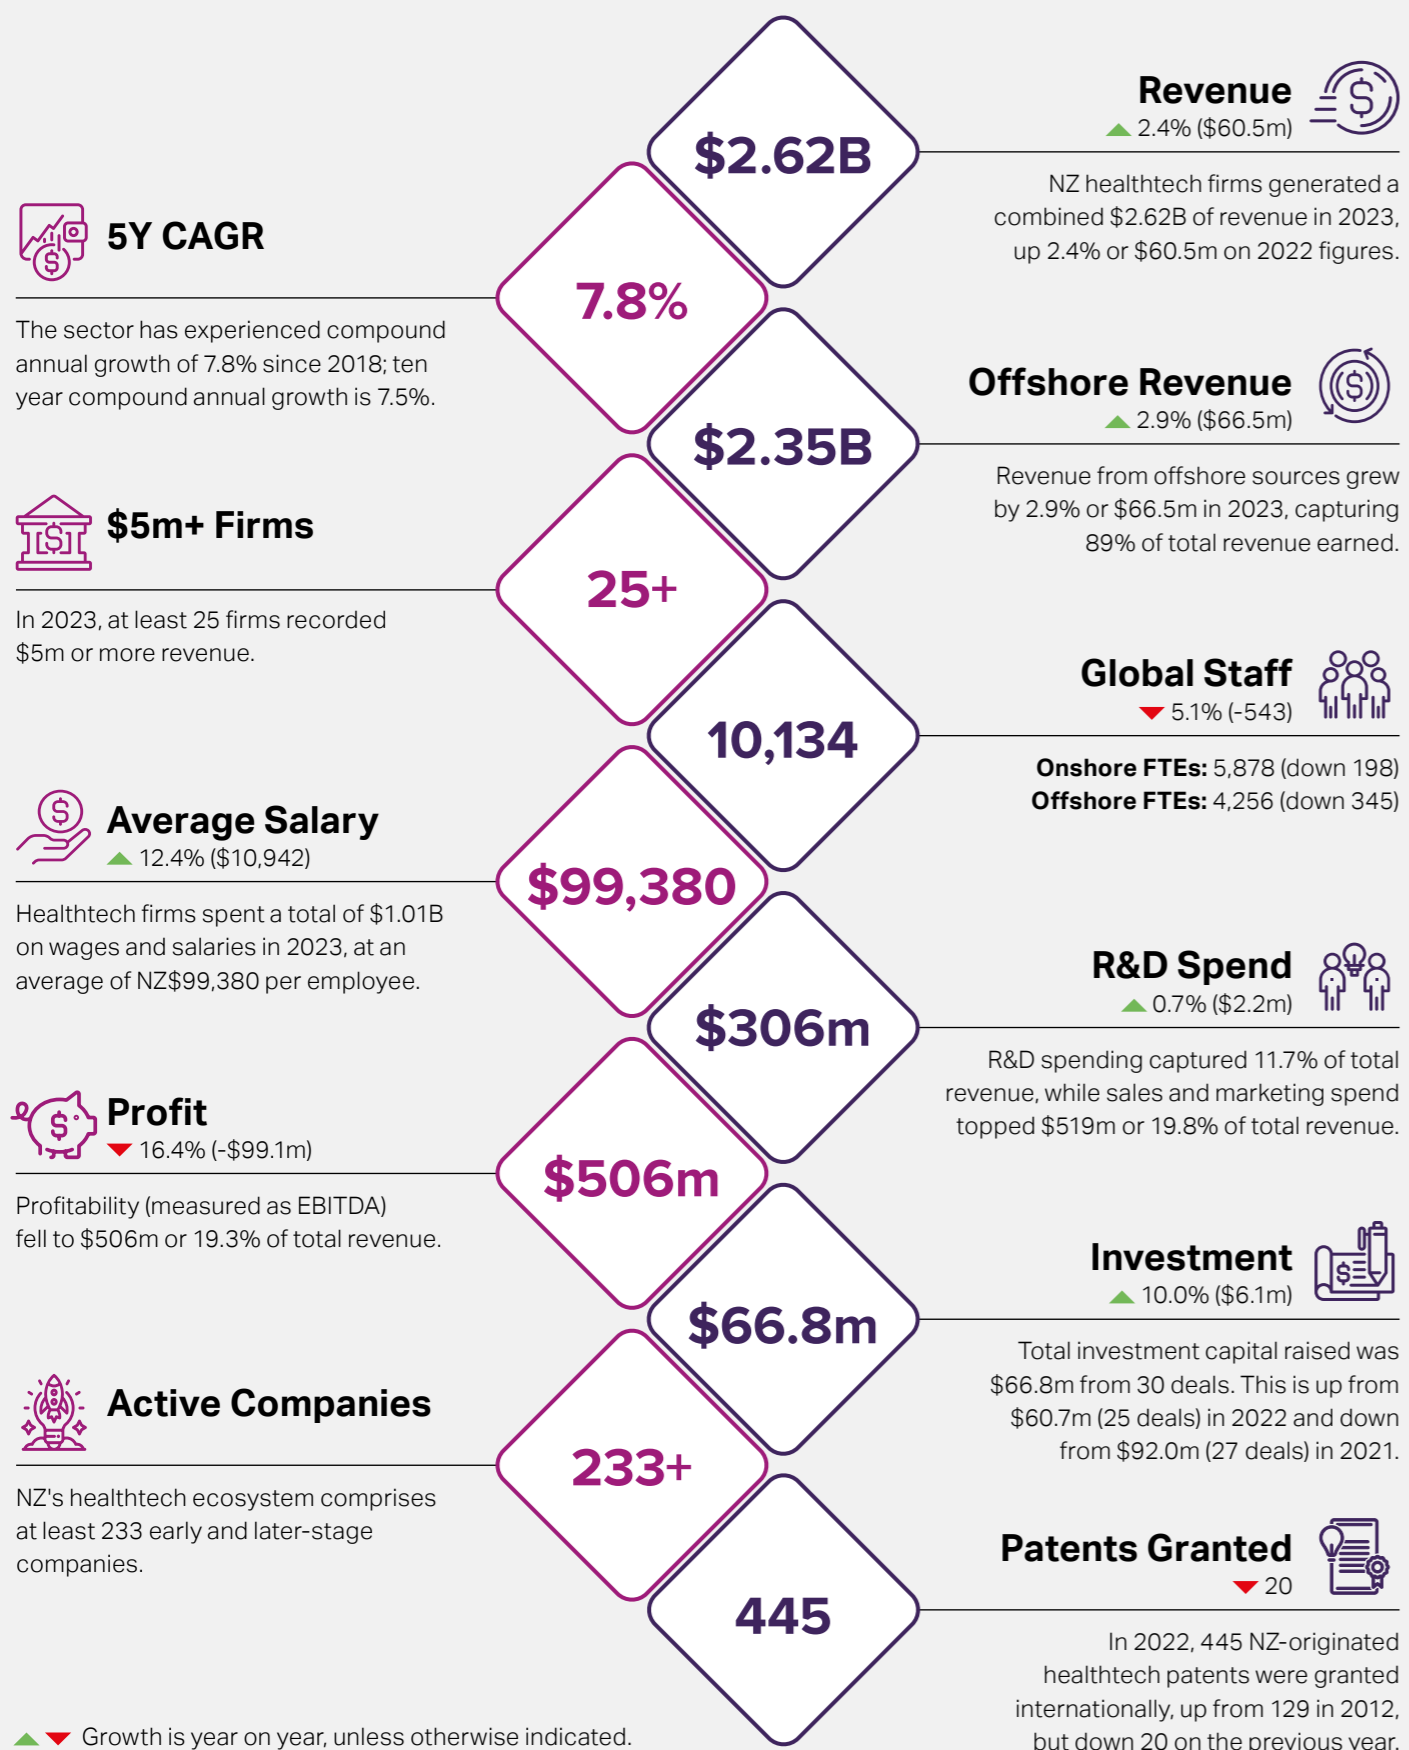 $2.62B
Revenue
2.4% ($60.5m)
NZ healthtech firms generated a
combined $2.62B of revenue in 2023,
up 2.4% or $60.5m on 2022 figures.
5Y CAGR
7.8%
The sector has experienced compound
annual growth of 7.8% since 2018; ten
year compound annual growth is 7.5%.
Offshore Revenue
2.9% ($66.5m)
$2.35B
Revenue from offshore sources grew
by 2.9% or $66.5m in 2023, capturing
89% of total revenue earned.
$5m+ Firms
25+
In 2023, at least 25 firms recorded
$5m or more revenue.
Global Staff
5.1% (-543)
10,134
Onshore FTEs: 5,878 (down 198)
Offshore FTEs: 4,256 (down 345)
Average Salary
12.4% ($10,942)
$99,380
Healthtech firms spent a total of $1.01B
on wages and salaries in 2023, at an
average of NZ$99,380 per employee.
R&D Spend
0.7% ($2.2m)
$306m
R&D spending captured 11.7% of total
revenue, while sales and marketing spend
topped $519m or 19.8% of total revenue.
Profit
16.4% (-$99.1m)
$506m
Profitability (measured as EBITDA)
fell to $506m or 19.3% of total revenue.
Investment
10.0% ($6.1m)
$66.8m
Total investment capital raised was
$66.8m from 30 deals. This is up from
$60.7m (25 deals) in 2022 and down
from $92.0m (27 deals) in 2021.
Active Companies
233+
NZ's healthtech ecosystem comprises
at least 233 early and later-stage
companies.
Patents Granted
20
445
In 2022, 445 NZ-originated
healthtech patents were granted
internationally, up from 129 in 2012,
but down 20 on the previous year.
Growth is year on year, unless otherwise indicated.